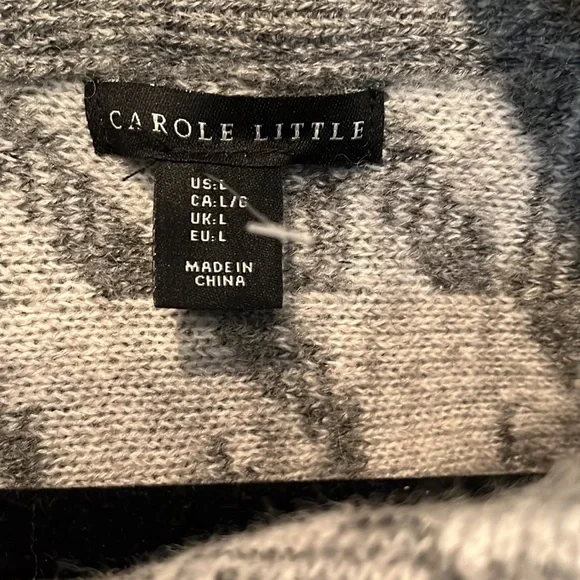 CAROLE LITTLE
US:L
CA:L/G
UK:L
EU:L
MADE IN
CHINA